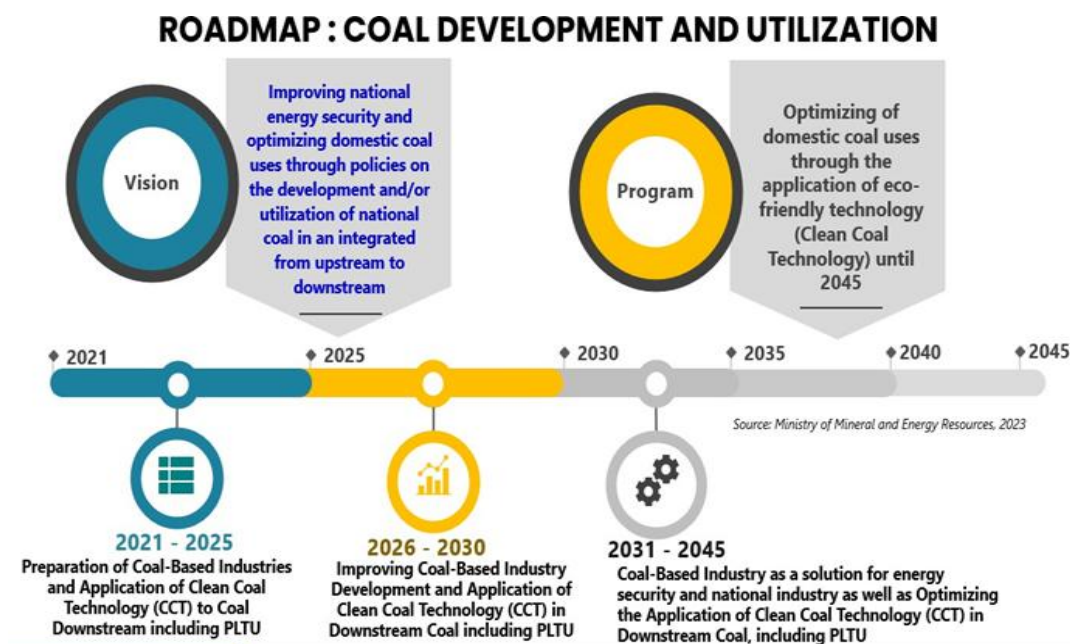 ROADMAP : COAL DEVELOPMENT AND UTILIZATION
Vision
Improving national
energy security and
optimizing domestic coal
uses through policies on
the development and/or
utilization of national
coal in an integrated
from upstream to
downstream
Program
Optimizing of
domestic coal uses
through the
application of eco-
friendly technology
(Clean Coal
Technology) until
2045
2021
2025
2030
2035
2040
2045
Source: Ministry of Mineral and Energy Resources, 2023
2021 - 2025
Preparation of Coal-Based Industries
and Application of Clean Coal
Technology (CCT) to Coal
Downstream including PLTU
2026 - 2030
Improving Coal-Based Industry
Development and Application of
Clean Coal Technology (CCT) in
Downstream Coal including PLTU
2031 - 2045
Coal-Based Industry as a solution for energy
security and national industry as well as Optimizing
the Application of Clean Coal Technology (CCT) in
Downstream Coal, including PLTU